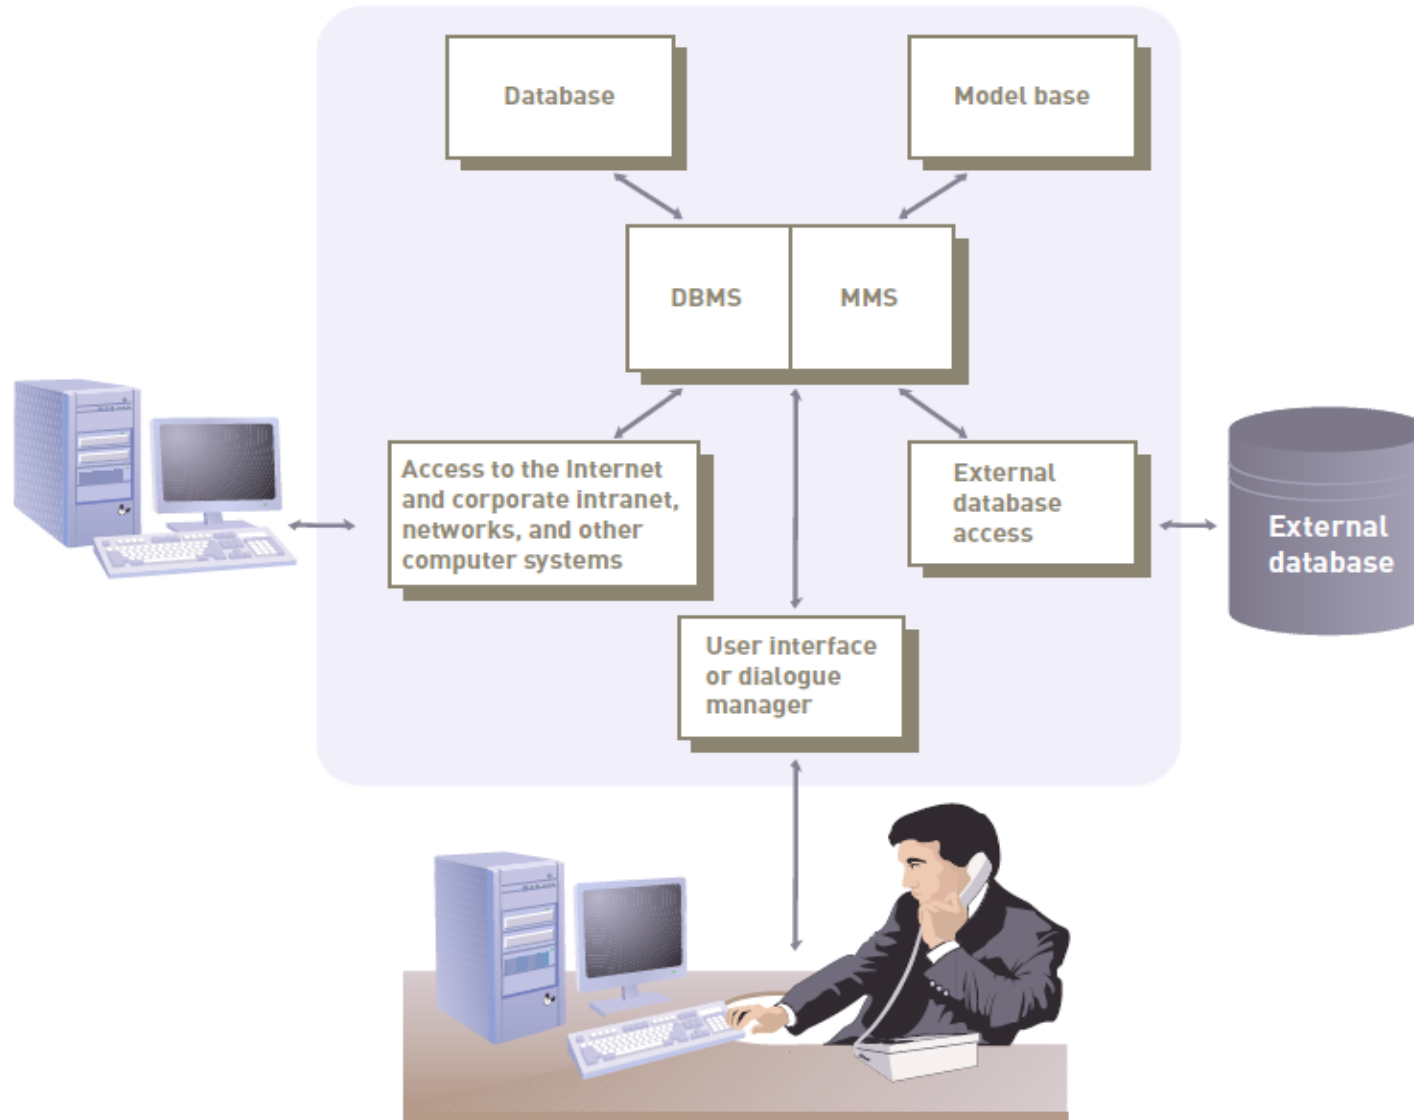 Database
Model base
DBMS
MMS
Access to the Internet
and corporate intranet,
networks, and other
computer systems
External
database
access
External
database
User interface
or dialogue
manager